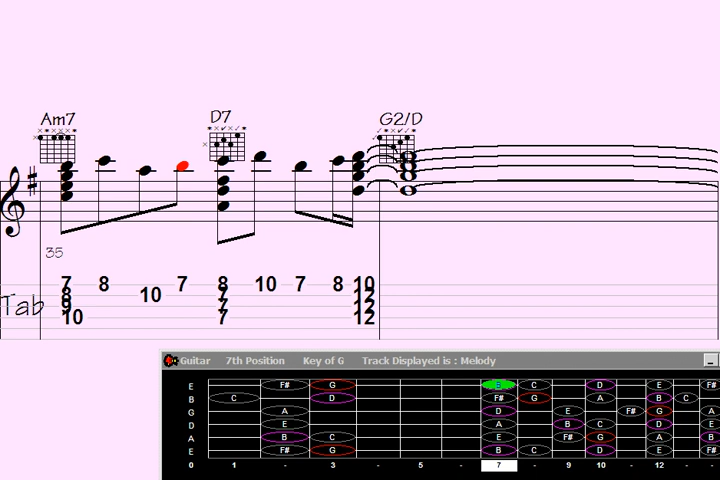 Am7 D7 G2/D
35
7 8 7 8 10 7 8 10
8 10 7 12
9 7 12
10 7 12
Tab
Guitar 7th Position Key of G Track Displayed is : Melody
E F# G B C D E F#
B C D F# G A B C
G A D E F# G A
D E A B C D E
A B C E F# G A B
E F# G B C D E F#
0 1 - 3 - 5 - 7 - 9 10 - 12 - -